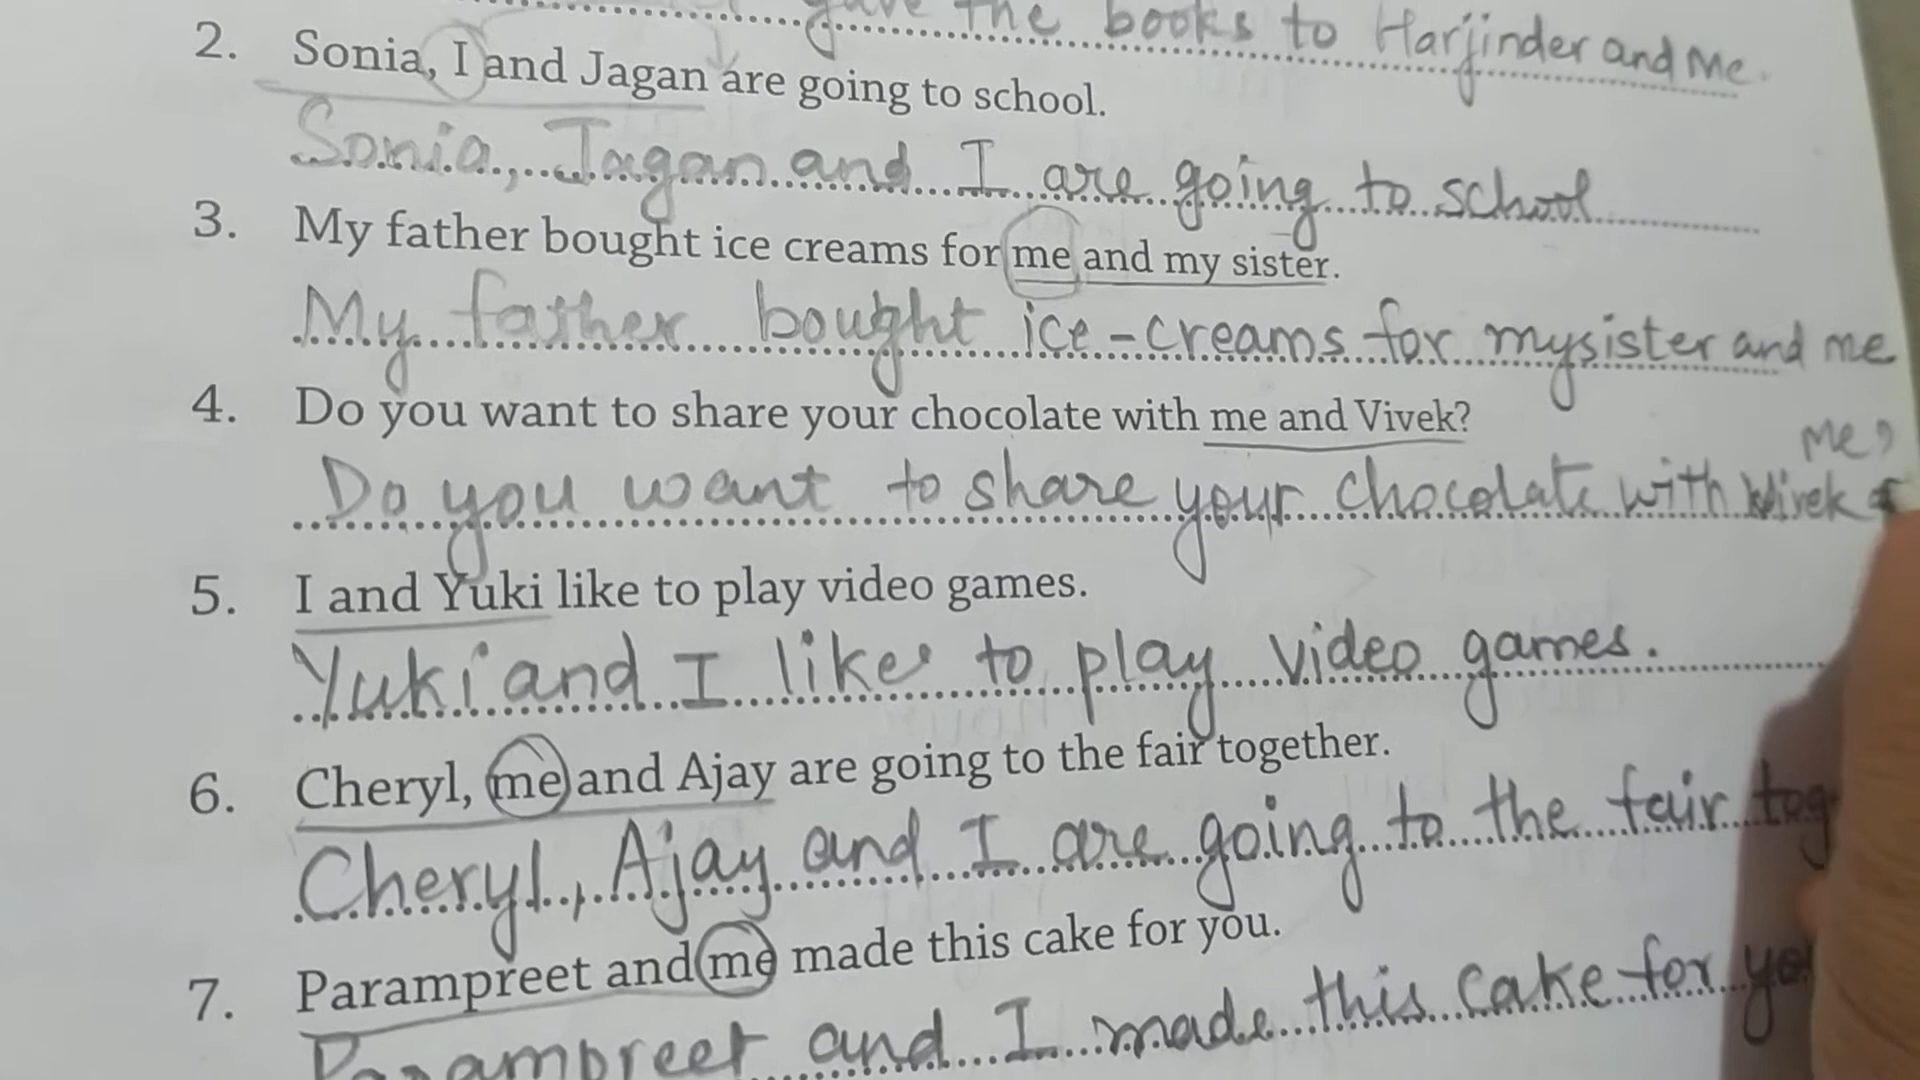 gave the books to Harjinder and Me.
2. Sonia, I and Jagan are going to school.
Sonia, Jagan and I are going to school
3. My father bought ice creams for me and my sister.
My father bought ice-creams for my sister and me
4. Do you want to share your chocolate with me and Vivek?
me?
Do you want to share your chocolate with Vivek
5. I and Yuki like to play video games.
Yuki and I like to play video games.
6. Cheryl, me and Ajay are going to the fair together.
Cheryl, Ajay and I are going to the fair tog
7. Parampreet and me made this cake for you.
Parampreet and I made this cake for yo